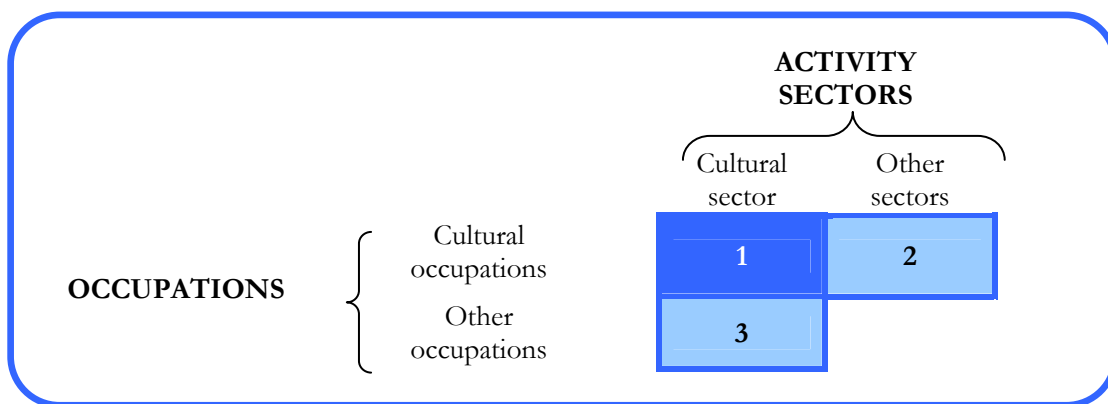 ACTIVITY
SECTORS
Cultural
sector
Other
sectors
Cultural
occupations
1
2
OCCUPATIONS
Other
occupations
3